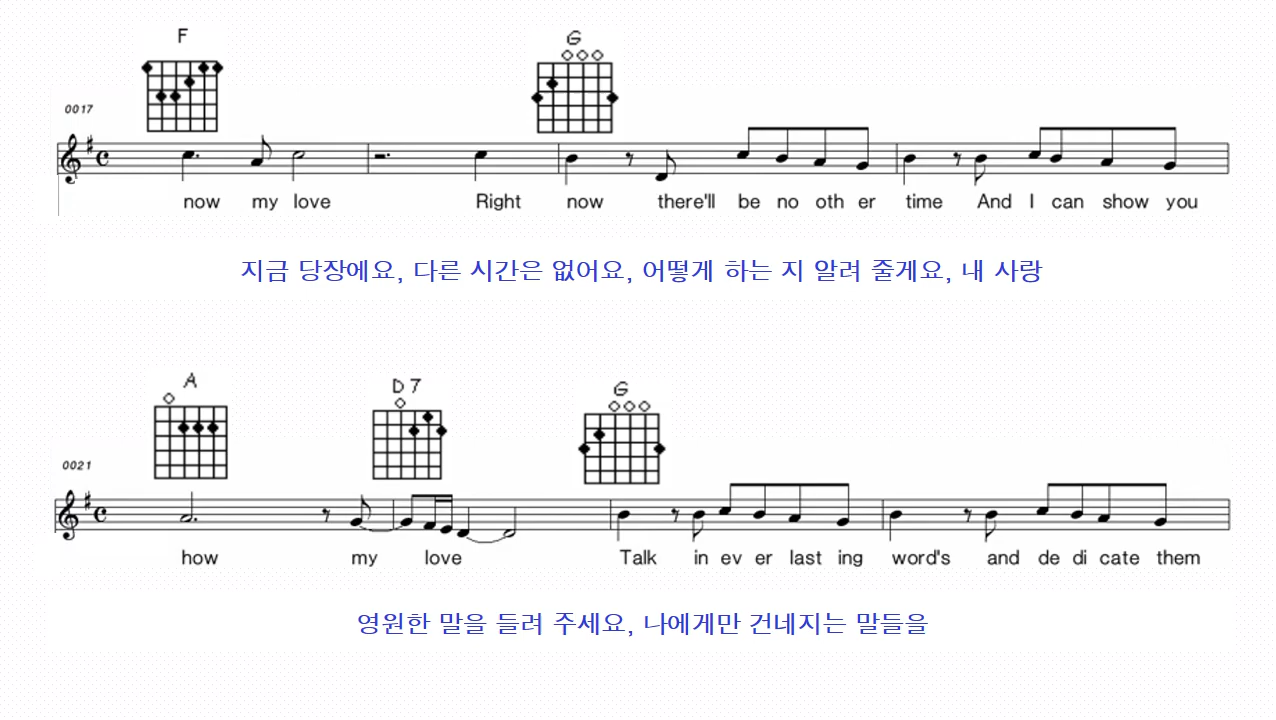 F G
0017
now my love Right now there'll be no oth er time And I can show you
지금 당장에요, 다른 시간은 없어요, 어떻게 하는 지 알려 줄게요, 내 사랑
A D7 G
0021
how my love Talk in ev er last ing word's and de di cate them
영원한 말을 들려 주세요, 나에게만 건네지는 말들을